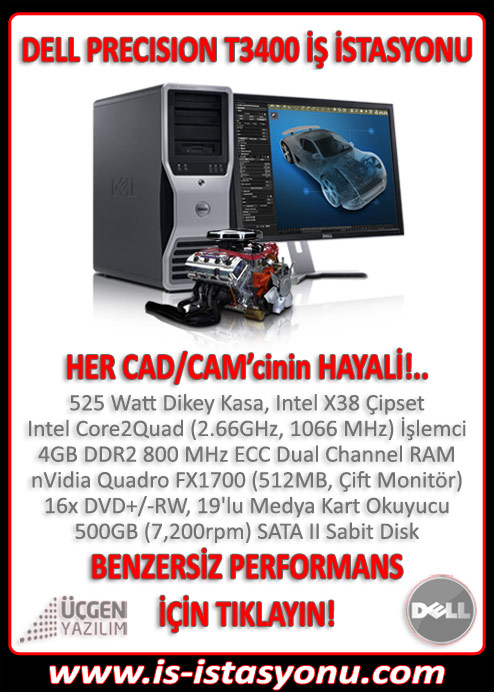 DELL PRECISION T3400 İŞ İSTASYONU
DELL
DELL
HER CAD/CAM'cinin HAYALİ!..
525 Watt Dikey Kasa, Intel X38 Çipset
Intel Core2Quad (2.66GHz, 1066 MHz) İşlemci
4GB DDR2 800 MHz ECC Dual Channel RAM
nVidia Quadro FX1700 (512MB, Çift Monitör)
16x DVD+/-RW, 19'lu Medya Kart Okuyucu
500GB (7,200rpm) SATA II Sabit Disk
BENZERSİZ PERFORMANS
İÇİN TIKLAYIN!
ÜÇGEN
YAZILIM
DELL
www.is-istasyonu.com